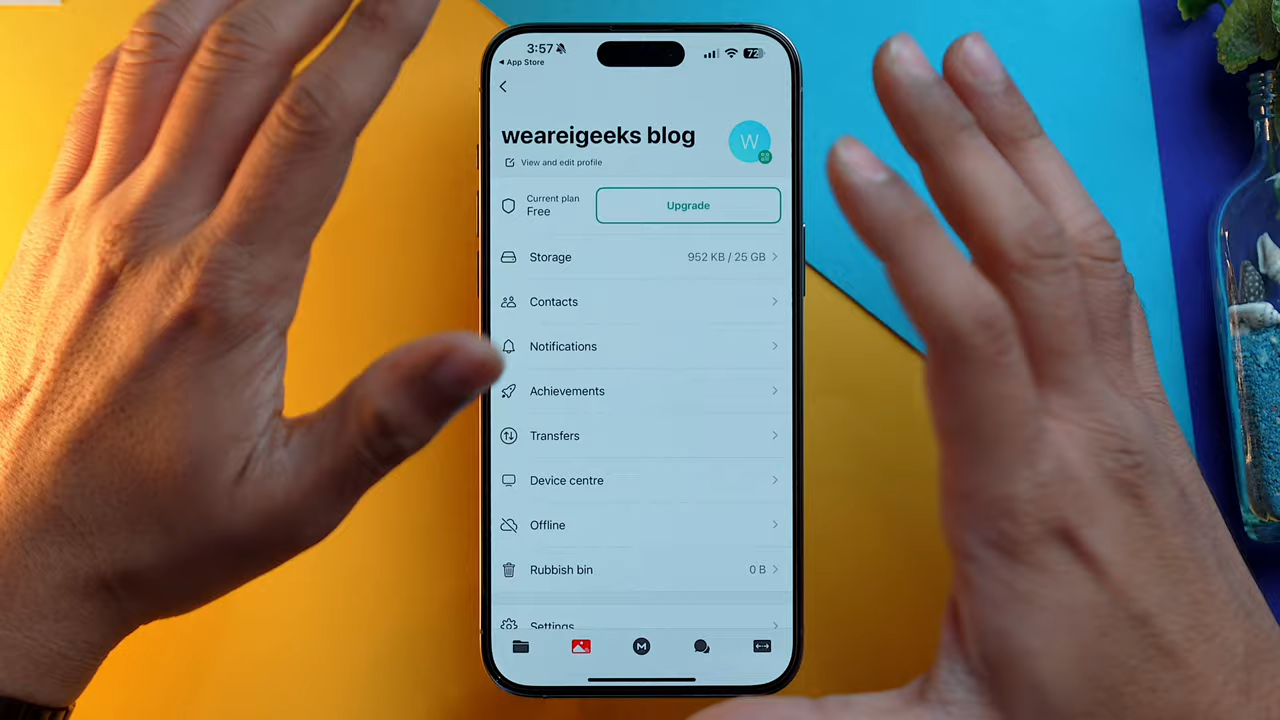 3:57
72
◀ App Store
weareigeeks blog
W
View and edit profile
Current plan
Free
Upgrade
Storage
952 KB / 25 GB
Contacts
Notifications
Achievements
Transfers
Device centre
Offline
Rubbish bin
0 B
Settings
M